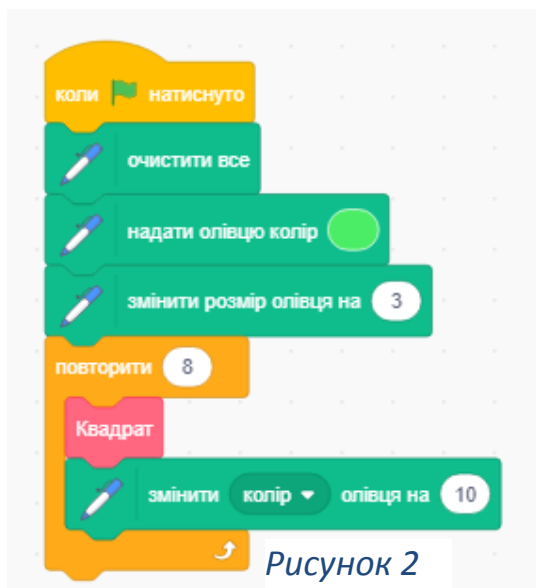 коли натиснуто
очистити все
надати олівцю колір
змінити розмір олівця на 3
повторити 8
Квадрат
змінити колір олівця на 10
Рисунок 2